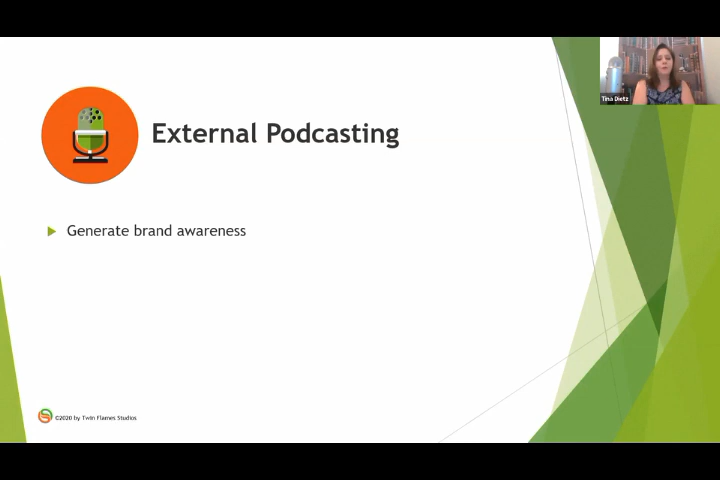 Tina Dietz
External Podcasting
Generate brand awareness
©2020 by Twin Flames Studios